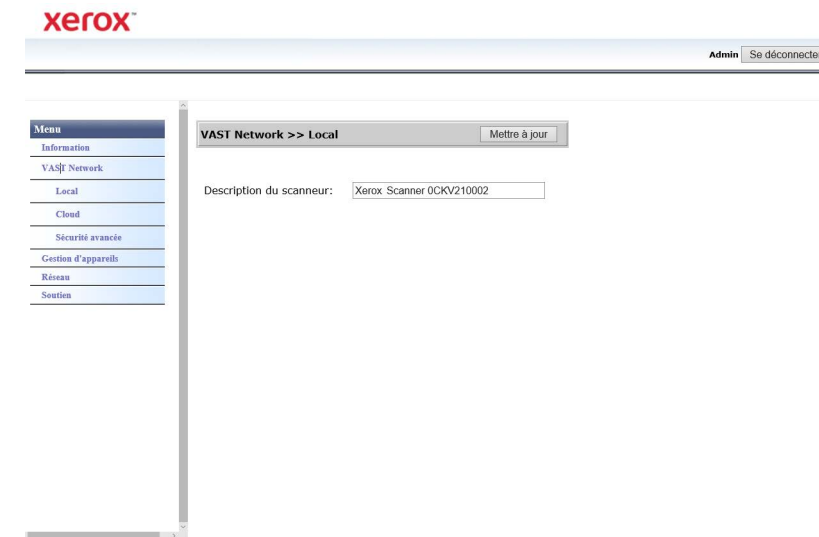 xerox™
Admin Se déconnecter
Menu
Information
VAST Network
Local
Cloud
Sécurité avancée
Gestion d'appareils
Réseau
Soutien
VAST Network >> Local Mettre à jour
Description du scanneur: Xerox Scanner 0CKV210002